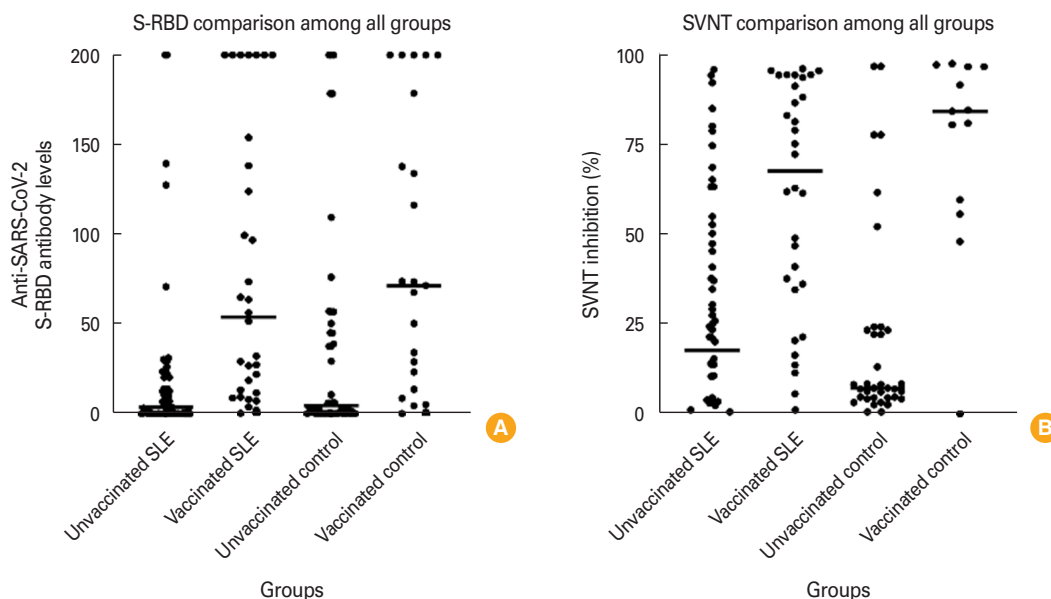 S-RBD comparison among all groups
Anti-SARS-CoV-2
S-RBD antibody levels
200
150
100
50
0
Unvaccinated SLE
Vaccinated SLE
Unvaccinated control
Vaccinated control
Groups
A
SVNT comparison among all groups
SVNT inhibition (%)
100
75
50
25
0
Unvaccinated SLE
Vaccinated SLE
Unvaccinated control
Vaccinated control
Groups
B